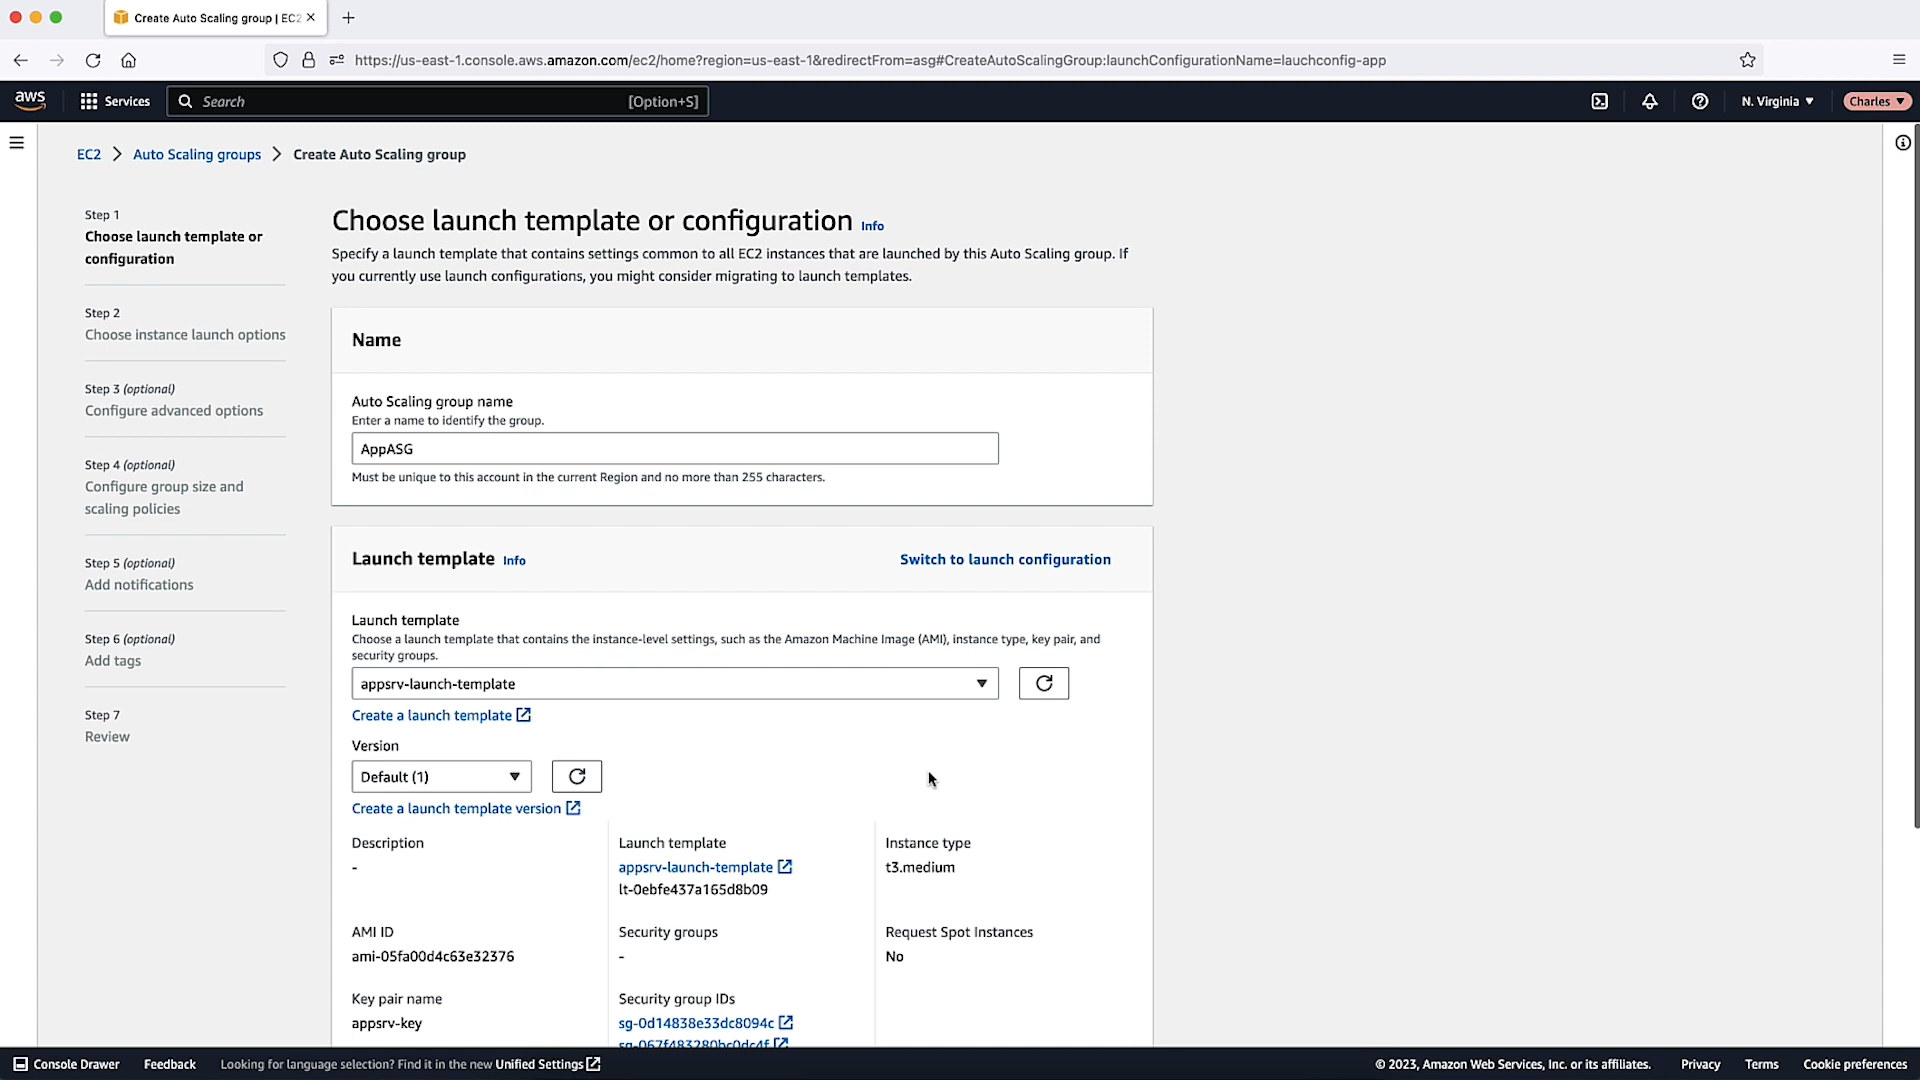 Create Auto Scaling group | EC2
https://us-east-1.console.aws.amazon.com/ec2/home?region=us-east-1&redirectFrom=asg#CreateAutoScalingGroup:launchConfigurationName=lauchconfig-app
aws
Services
Search
[Option+S]
N. Virginia
Charles
EC2
Auto Scaling groups
Create Auto Scaling group
Step 1
Choose launch template or
configuration
Step 2
Choose instance launch options
Step 3 (optional)
Configure advanced options
Step 4 (optional)
Configure group size and
scaling policies
Step 5 (optional)
Add notifications
Step 6 (optional)
Add tags
Step 7
Review
Choose launch template or configuration Info
Specify a launch template that contains settings common to all EC2 instances that are launched by this Auto Scaling group. If
you currently use launch configurations, you might consider migrating to launch templates.
Name
Auto Scaling group name
Enter a name to identify the group.
AppASG
Must be unique to this account in the current Region and no more than 255 characters.
Launch template Info
Switch to launch configuration
Launch template
Choose a launch template that contains the instance-level settings, such as the Amazon Machine Image (AMI), instance type, key pair, and
security groups.
appsrv-launch-template
Create a launch template
Version
Default (1)
Create a launch template version
Description
-
Launch template
appsrv-launch-template
lt-0ebfe437a165d8b09
Instance type
t3.medium
AMI ID
ami-05fa00d4c63e32376
Security groups
-
Request Spot Instances
No
Key pair name
appsrv-key
Security group IDs
sg-0d14838e33dc8094c
sg-067f483280bc0dc4f
Console Drawer
Feedback
Looking for language selection? Find it in the new Unified Settings
© 2023, Amazon Web Services, Inc. or its affiliates.
Privacy
Terms
Cookie preferences